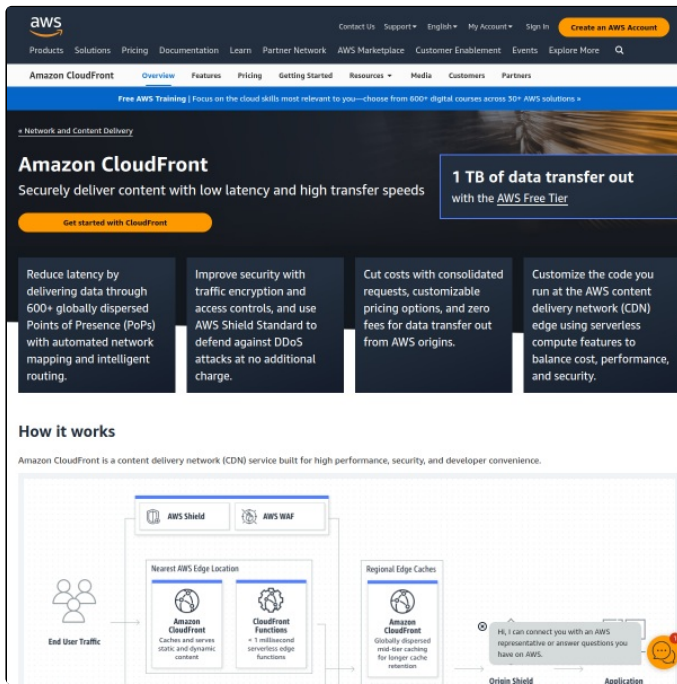 aws
Contact Us Support English My Account Sign In Create an AWS Account
Products Solutions Pricing Documentation Learn Partner Network AWS Marketplace Customer Enablement Events Explore More
Amazon CloudFront Overview Features Pricing Getting Started Resources Media Customers Partners
Free AWS Training | Focus on the cloud skills most relevant to you—choose from 600+ digital courses across 30+ AWS solutions »
« Network and Content Delivery
Amazon CloudFront
Securely deliver content with low latency and high transfer speeds
Get started with CloudFront
1 TB of data transfer out
with the AWS Free Tier
Reduce latency by
delivering data through
600+ globally dispersed
Points of Presence (PoPs)
with automated network
mapping and intelligent
routing.
Improve security with
traffic encryption and
access controls, and use
AWS Shield Standard to
defend against DDoS
attacks at no additional
charge.
Cut costs with consolidated
requests, customizable
pricing options, and zero
fees for data transfer out
from AWS origins.
Customize the code you
run at the AWS content
delivery network (CDN)
edge using serverless
compute features to
balance cost, performance,
and security.
How it works
Amazon CloudFront is a content delivery network (CDN) service built for high performance, security, and developer convenience.
AWS Shield
AWS WAF
Nearest AWS Edge Location
Amazon
CloudFront
Caches and serves
static and dynamic
content
CloudFront
Functions
< 1 millisecond
serverless edge
functions
Regional Edge Caches
Amazon
CloudFront
Globally dispersed
mid-tier caching
for longer cache
retention
End User Traffic
Hi, I can connect you with an AWS
representative or answer questions you
have on AWS.
Origin Shield
Application